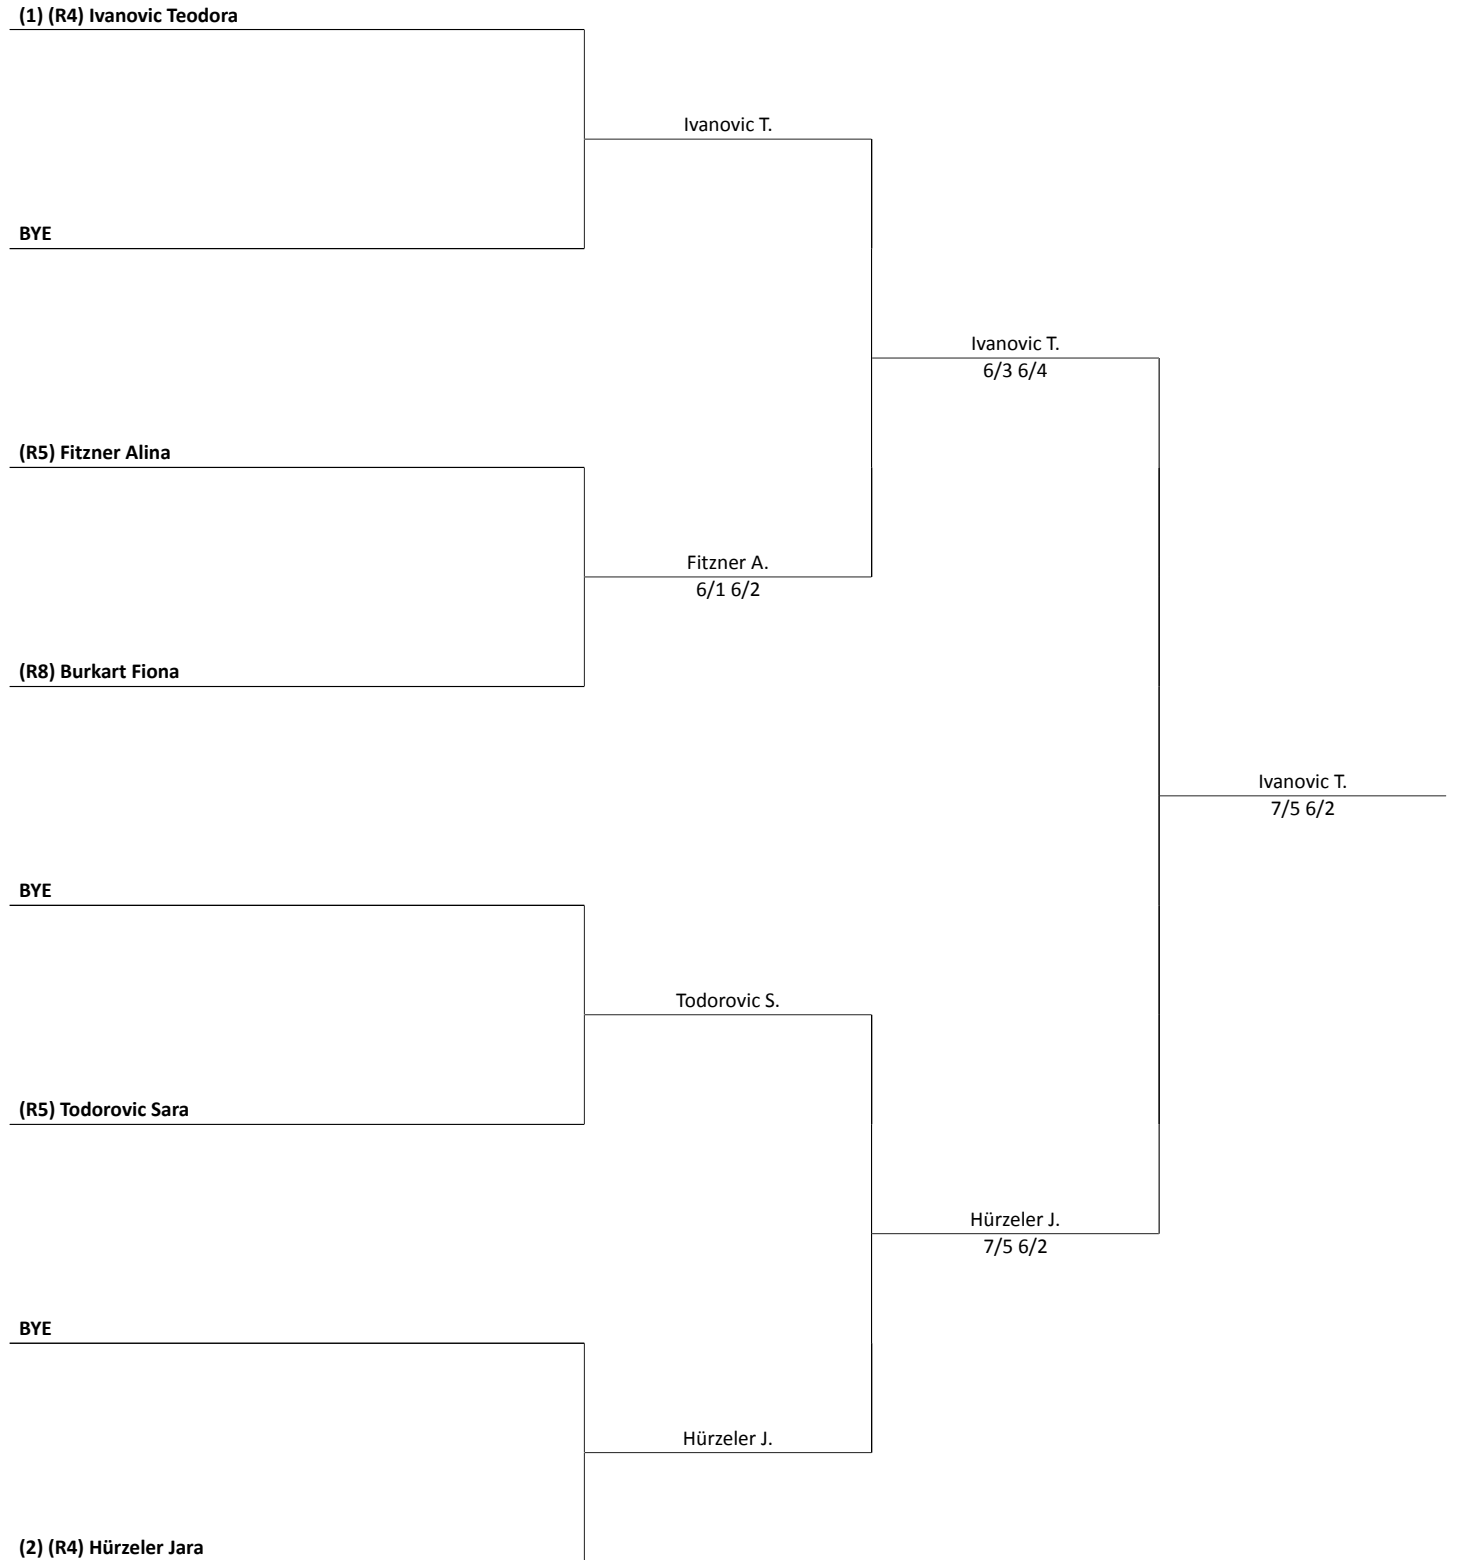 (1) (R4) Ivanovic Teodora
Ivanovic T.
BYE
Ivanovic T.
6/3 6/4
(R5) Fitzner Alina
Fitzner A.
6/1 6/2
(R8) Burkart Fiona
Ivanovic T.
7/5 6/2
BYE
Todorovic S.
(R5) Todorovic Sara
Hürzeler J.
7/5 6/2
BYE
Hürzeler J.
(2) (R4) Hürzeler Jara